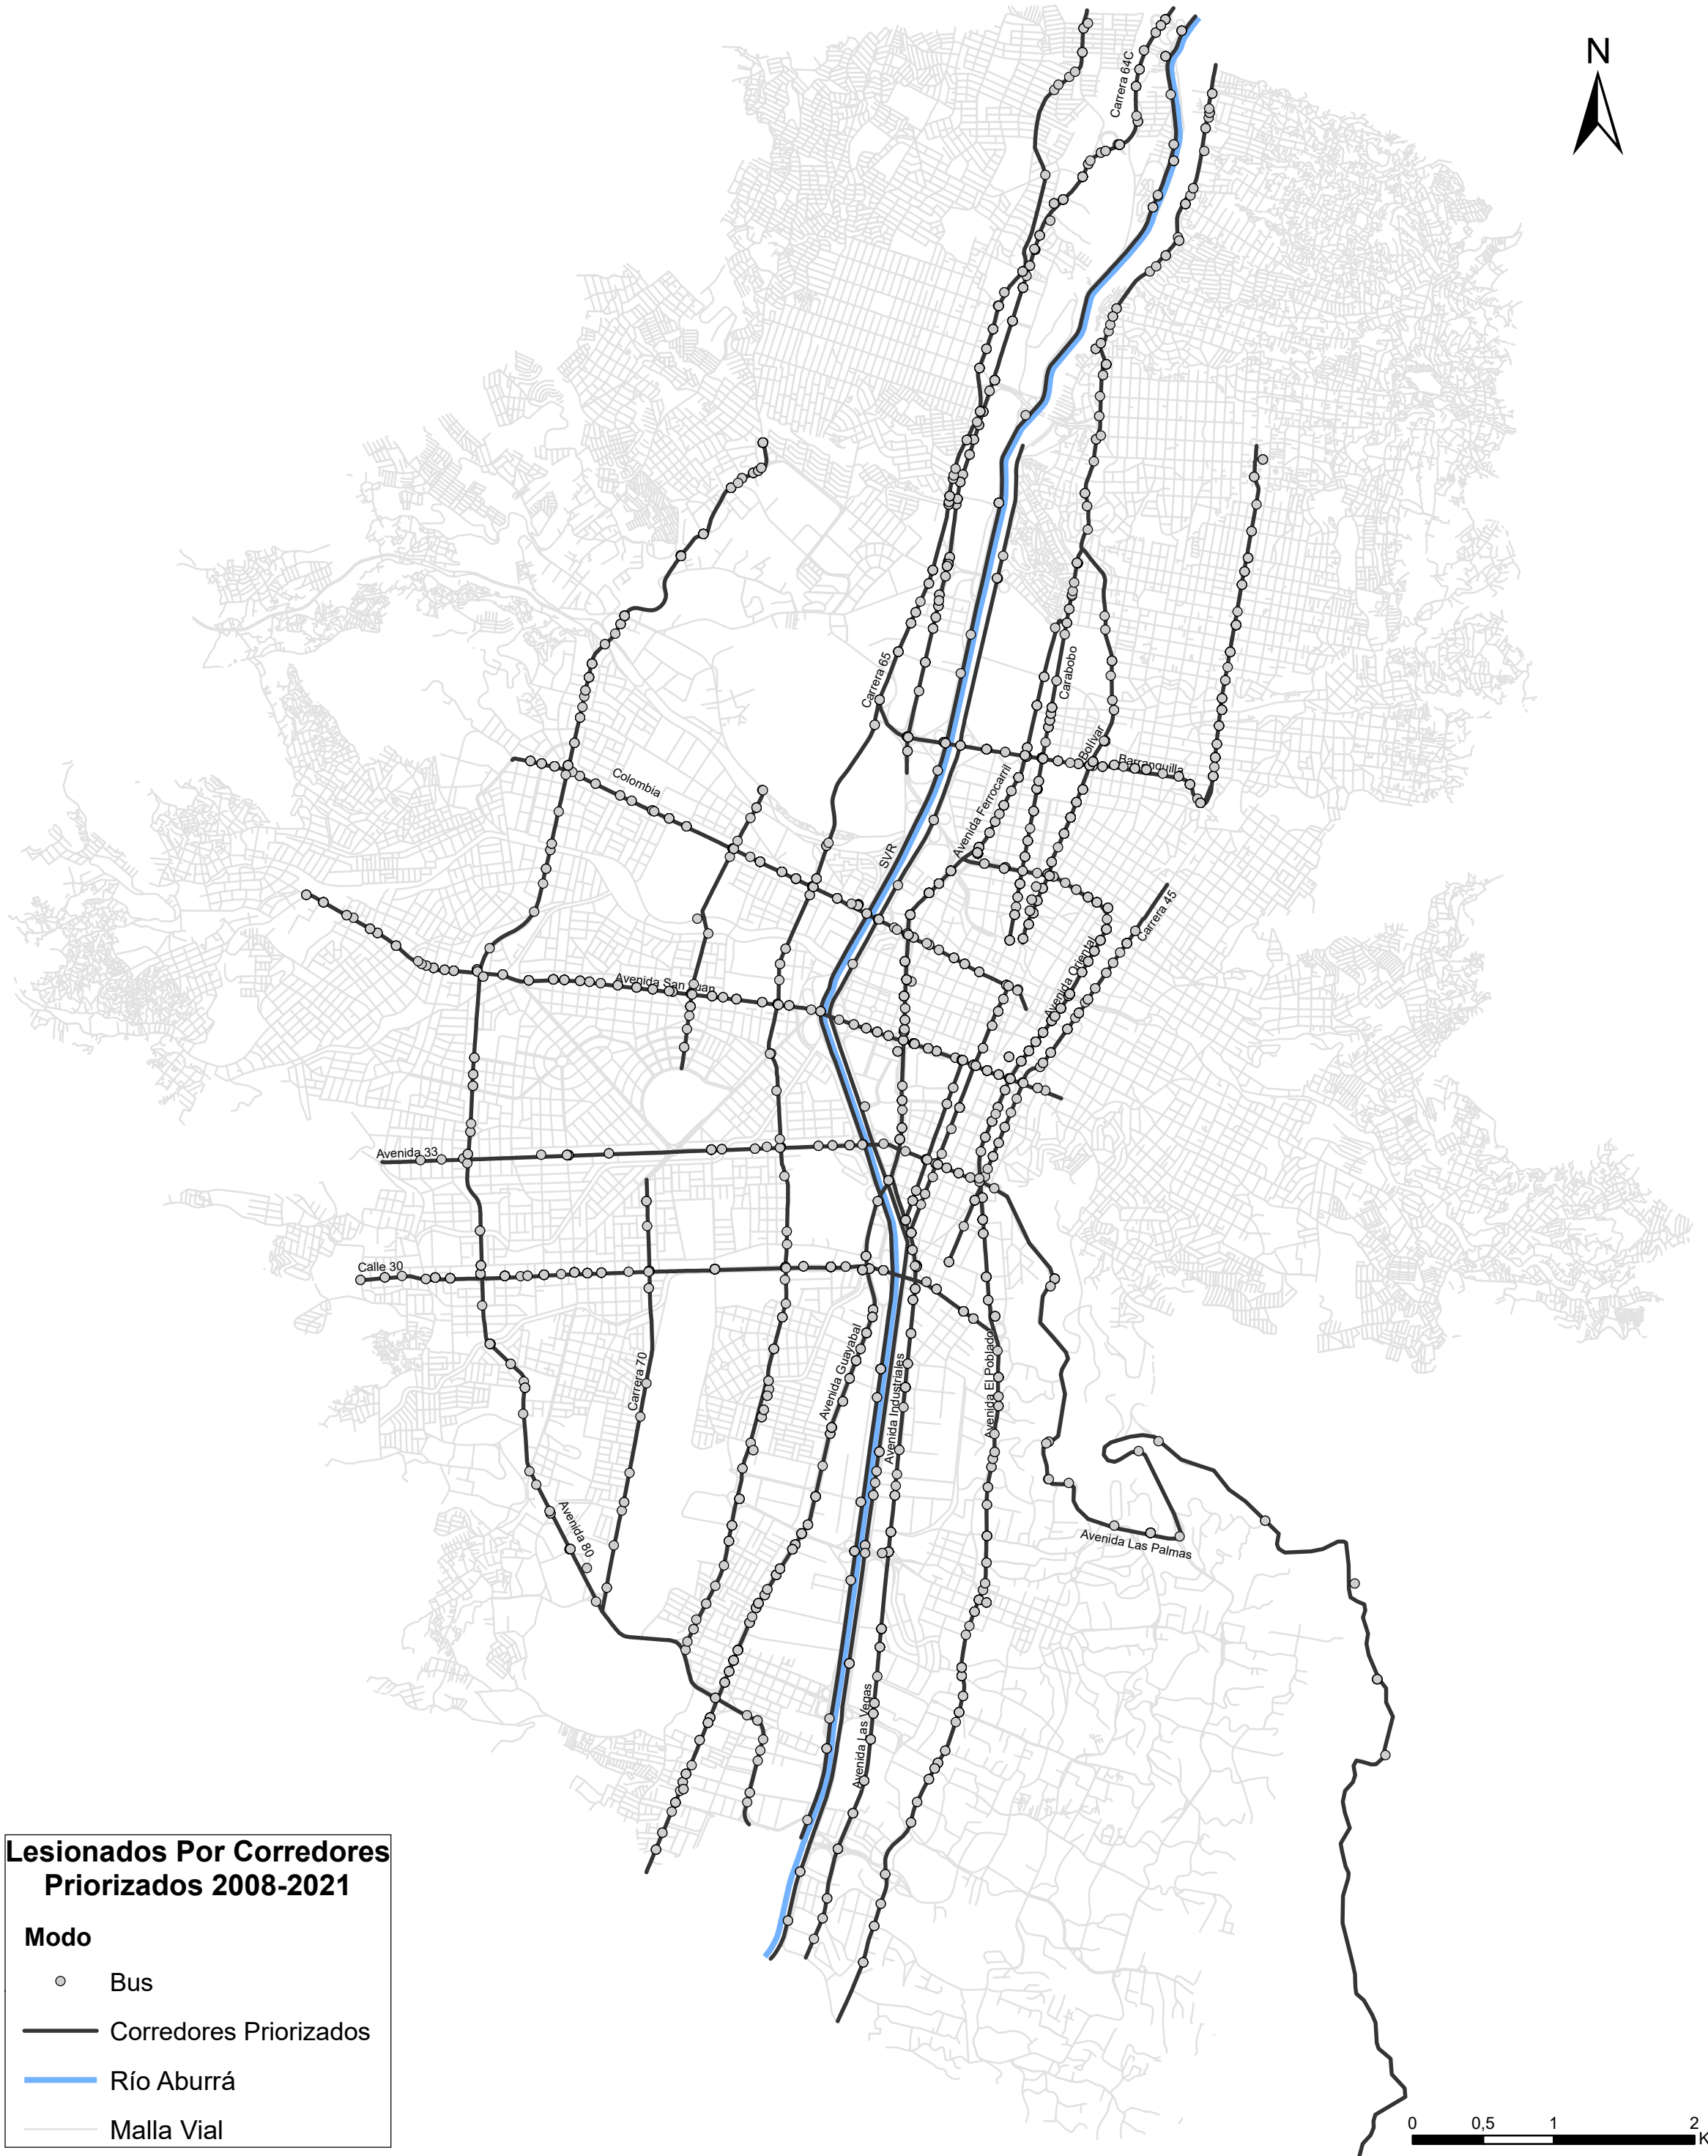 N
Carrera 64C
Carrera 65
Carabobo
Bolívar
Barranquilla
Colombia
Avenida Ferrocarril
SVR
Carrera 45
Avenida Oriental
Avenida San Juan
Avenida 33
Calle 30
Carrera 70
Avenida Guayabal
Avenida Industriales
Avenida El Poblado
Avenida 80
Avenida Las Palmas
Avenida Las Vegas
Lesionados Por Corredores
Priorizados 2008-2021
Modo
Bus
Corredores Priorizados
Río Aburrá
Malla Vial
0 0,5 1 2
K